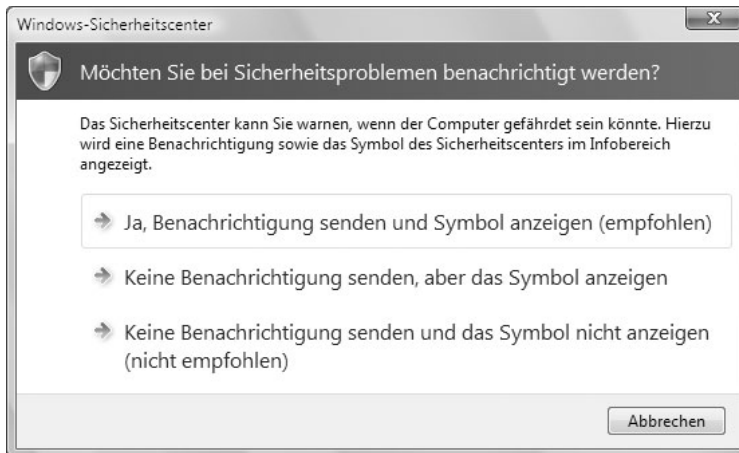 Windows-Sicherheitscenter
Möchten Sie bei Sicherheitsproblemen benachrichtigt werden?
Das Sicherheitscenter kann Sie warnen, wenn der Computer gefährdet sein könnte. Hierzu
wird eine Benachrichtigung sowie das Symbol des Sicherheitscenters im Infobereich
angezeigt.
Ja, Benachrichtigung senden und Symbol anzeigen (empfohlen)
Keine Benachrichtigung senden, aber das Symbol anzeigen
Keine Benachrichtigung senden und das Symbol nicht anzeigen
(nicht empfohlen)
Abbrechen